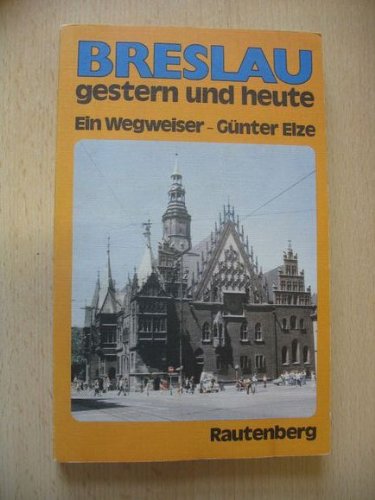 BRESLAU
gestern und heute
Ein Wegweiser - Günter Elze
Rautenberg